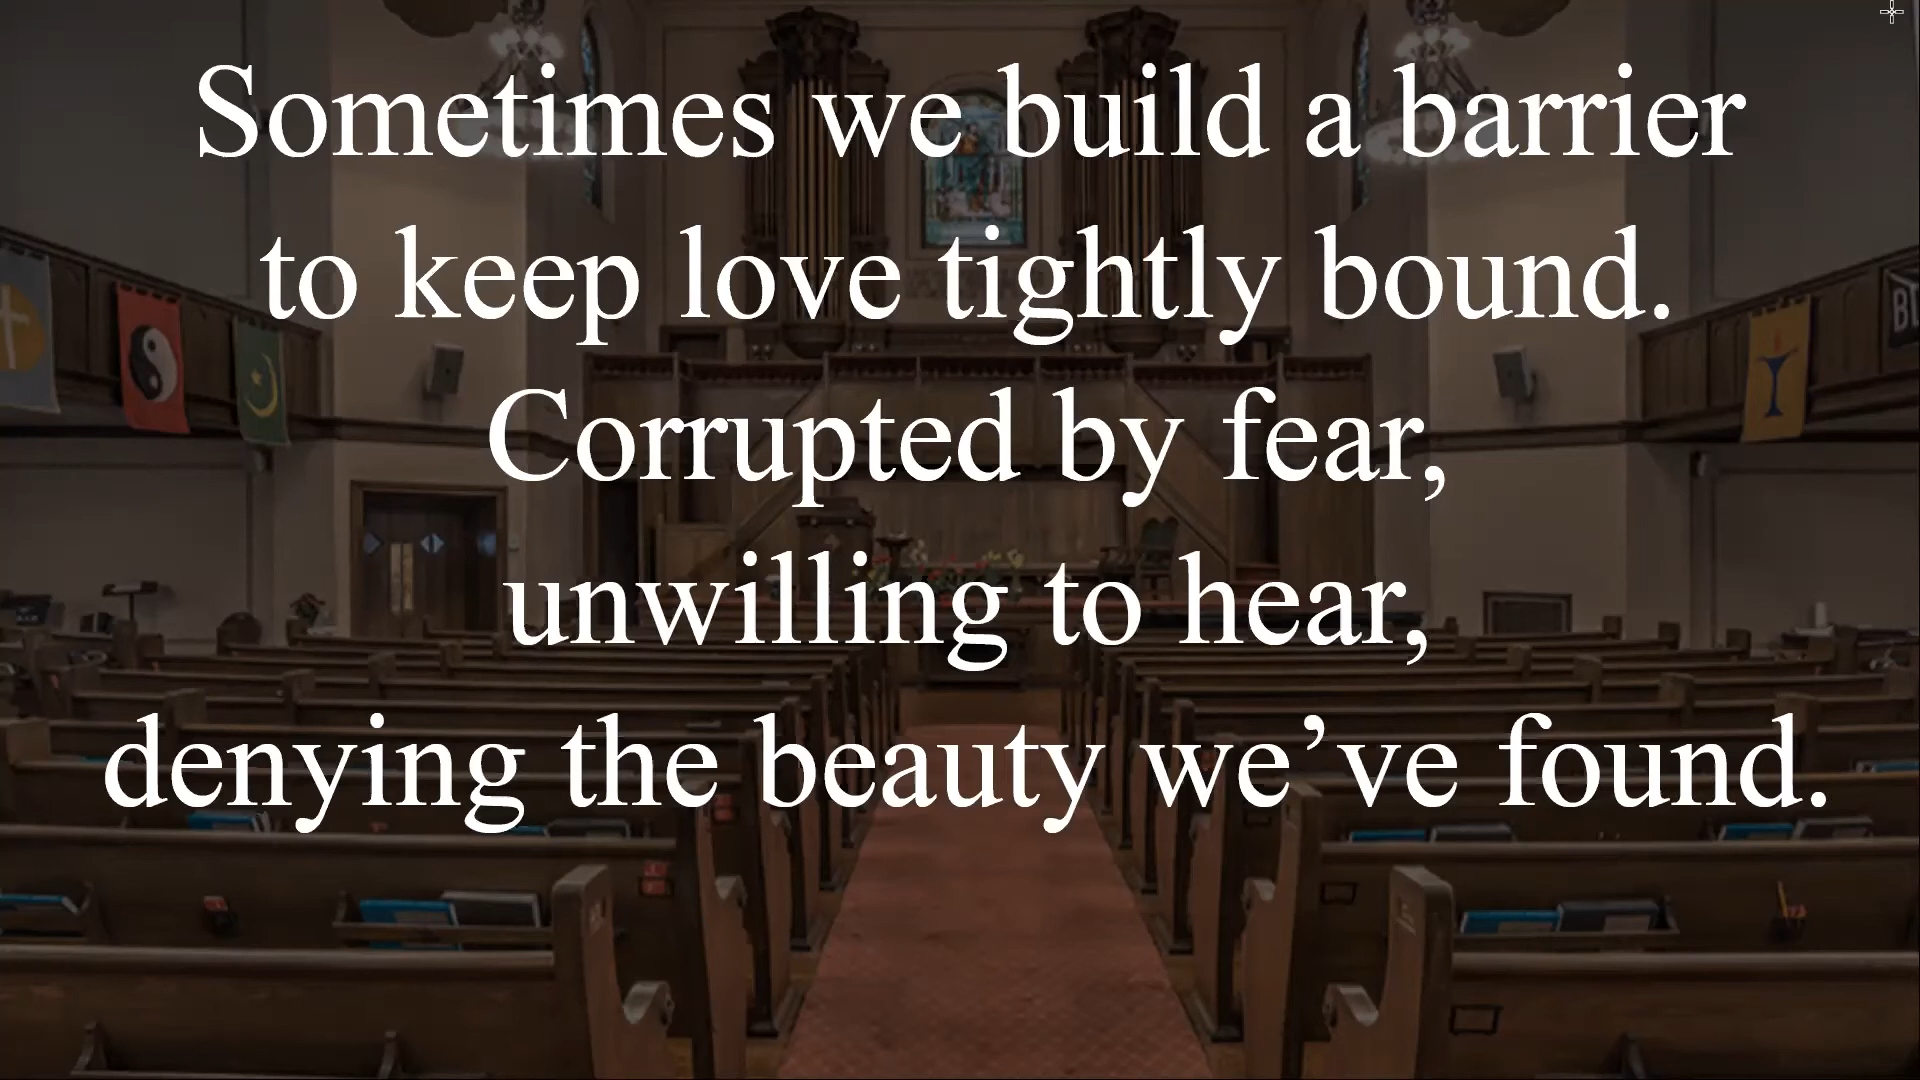 Sometimes we build a barrier
to keep love tightly bound.
Corrupted by fear,
unwilling to hear,
denying the beauty we’ve found.